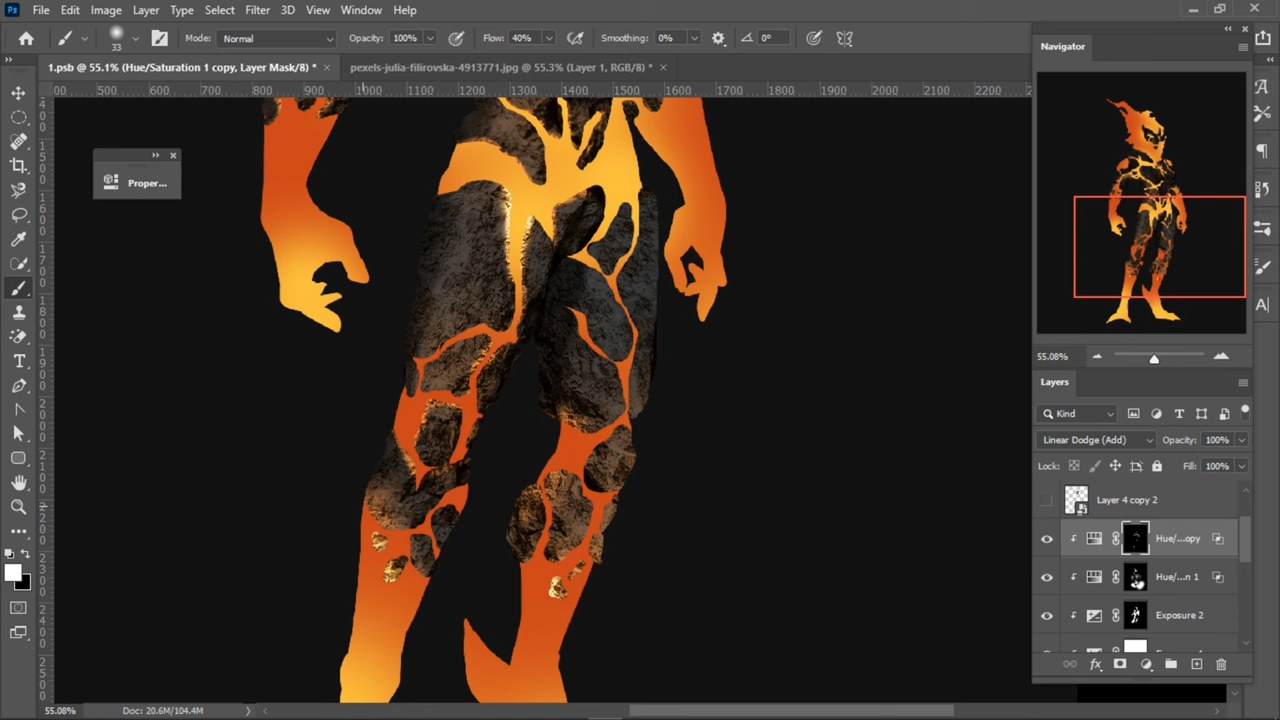 Ps File Edit Image Layer Type Select Filter 3D View Window Help
33 Mode: Normal Opacity: 100% Flow: 40% Smoothing: 0% 0°
1.psb @ 55.1% (Hue/Saturation 1 copy, Layer Mask/8) * × pexels-julia-filirovska-4913771.jpg @ 55.3% (Layer 1, RGB/8) * ×
00 500 600 700 800 900 1000 1100 1200 1300 1400 1500 1600 1700 1800 1900 2000 2100 2200
Navigator
Proper...
55.08%
Layers
Kind
Linear Dodge (Add) Opacity: 100%
Lock: Fill: 100%
Layer 4 copy 2
Hue/...opy
Hue/...n 1
Exposure 2
55.08% Doc: 20.6M/104.4M